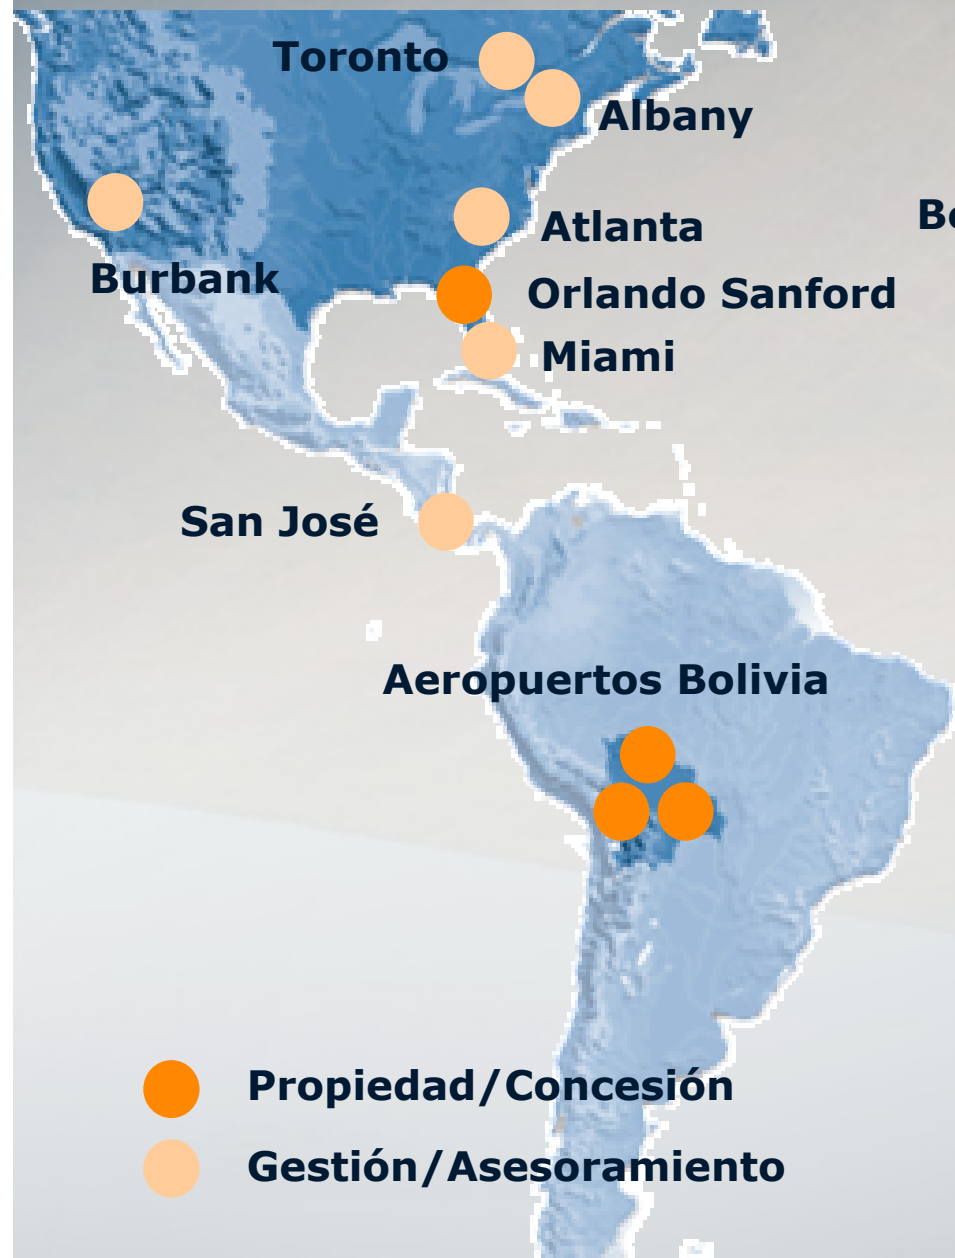 Toronto
Albany
Atlanta
Burbank
Orlando Sanford
Miami
San José
Aeropuertos Bolivia
Propiedad/Concesión
Gestión/Asesoramiento